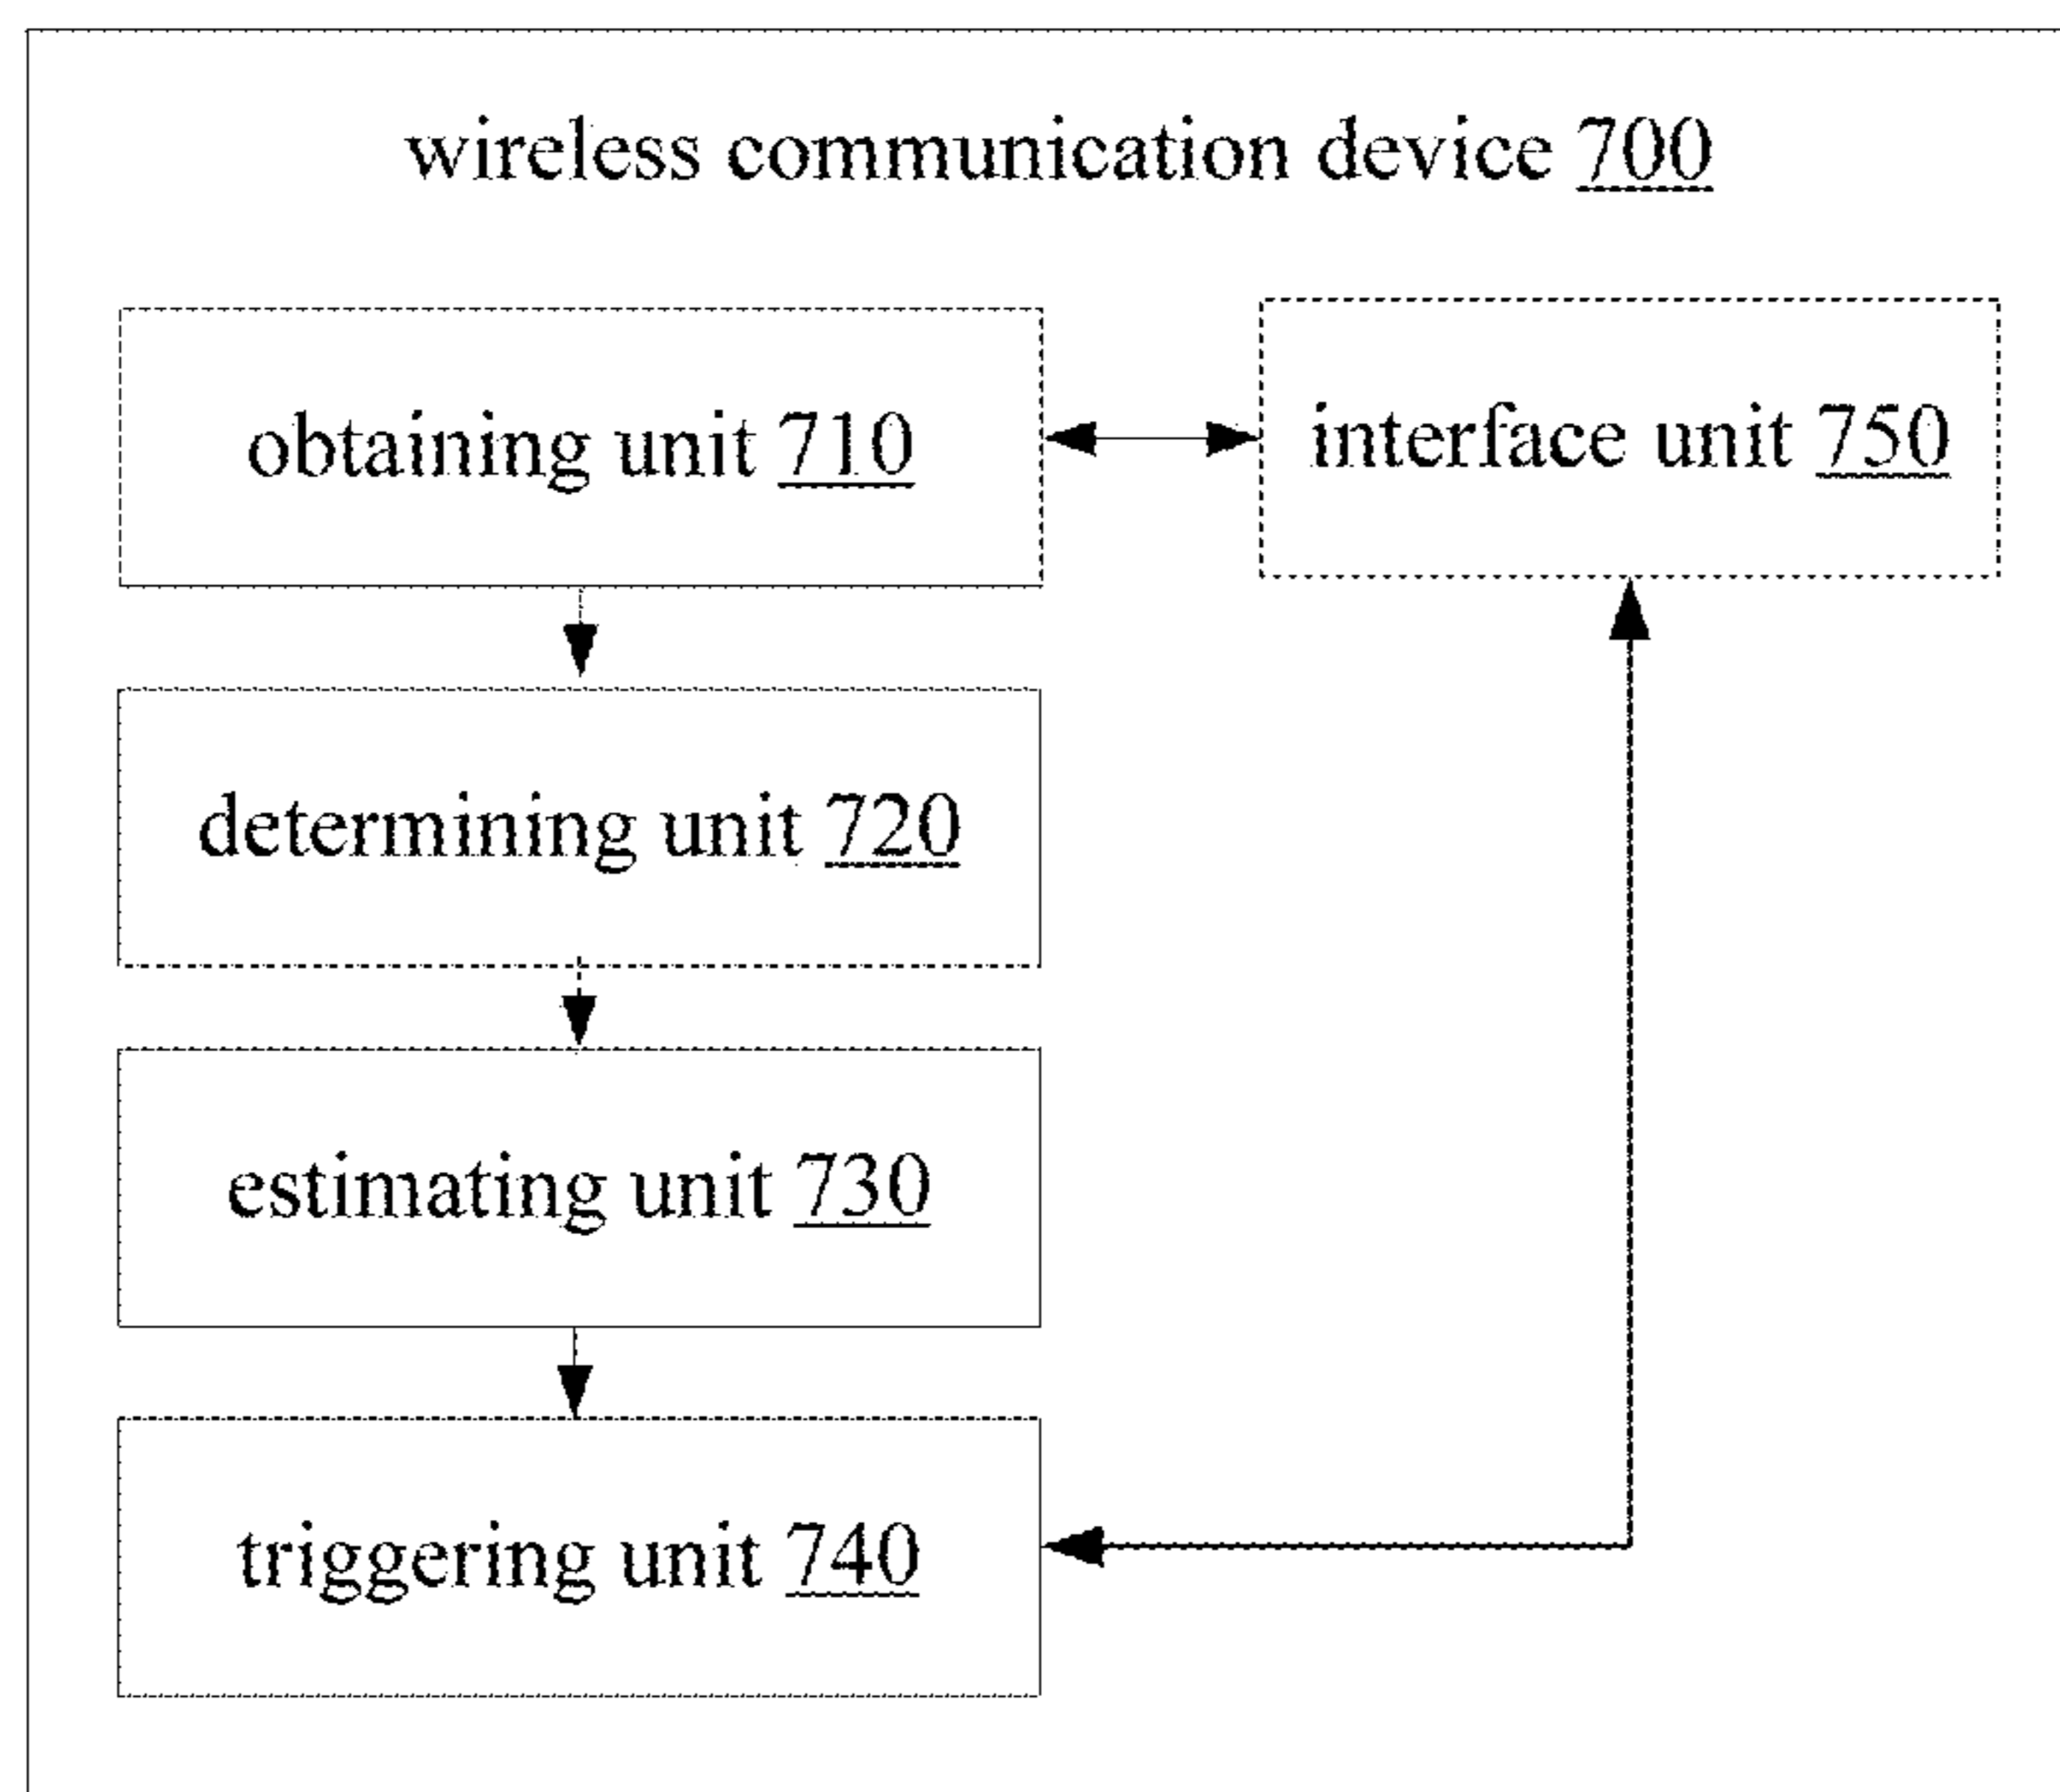 wireless communication device 700
obtaining unit 710
interface unit 750
determining unit 720
estimating unit 730
triggering unit 740